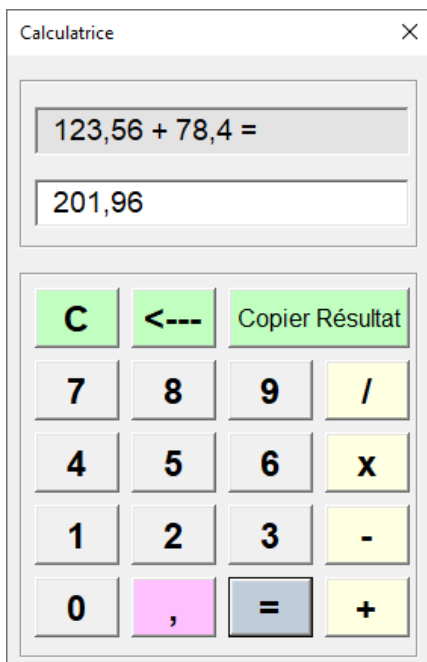 Calculatrice
123,56 + 78,4 =
201,96
C <--- Copier Résultat
7 8 9 /
4 5 6 x
1 2 3 -
0 , = +